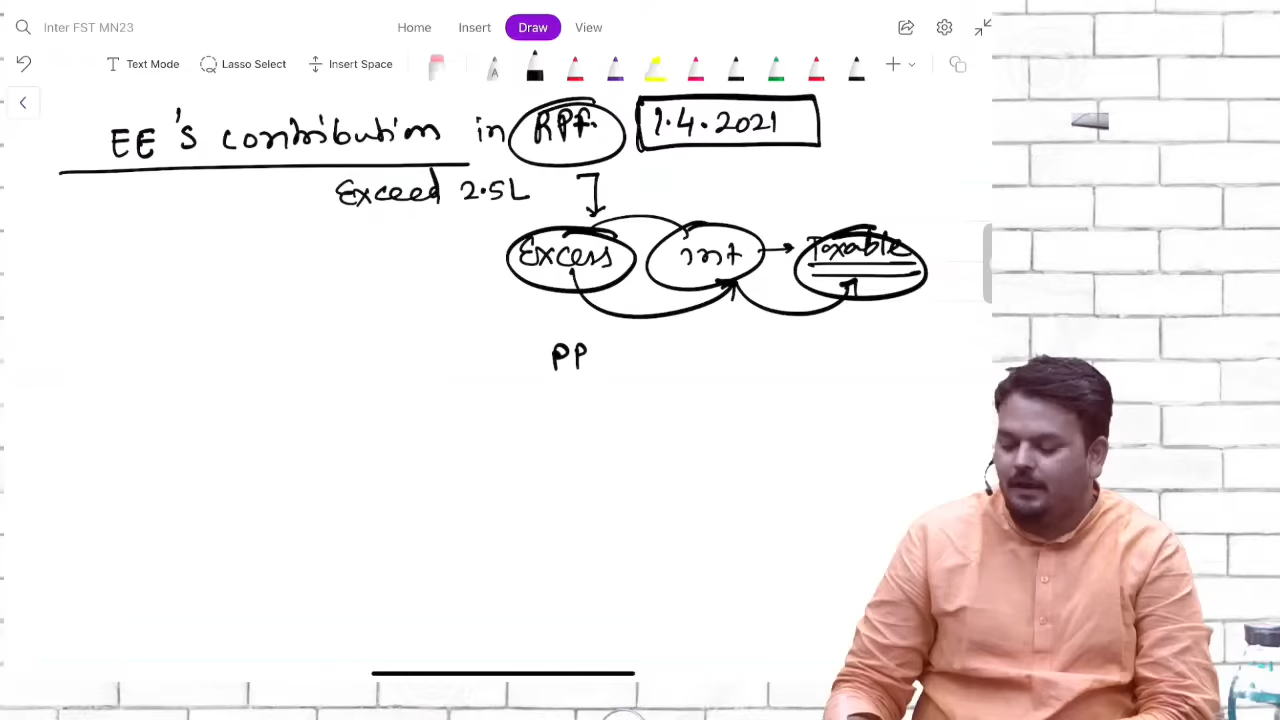 Inter FST MN23
Home Insert Draw View
A Text Mode Lasso Select Insert Space
EE's contribution in RPF. 1.4.2021
Exceed 2.5L
Excess int Taxable
PP